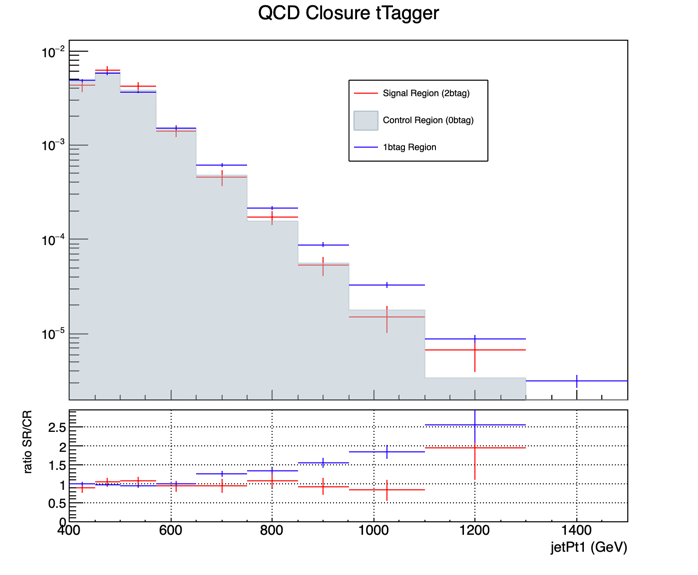 QCD Closure tTagger
10⁻²
10⁻³
10⁻⁴
10⁻⁵
Signal Region (2btag)
Control Region (0btag)
1btag Region
ratio SR/CR
2.5
2
1.5
1
0.5
0
400 600 800 1000 1200 1400
jetPt1 (GeV)